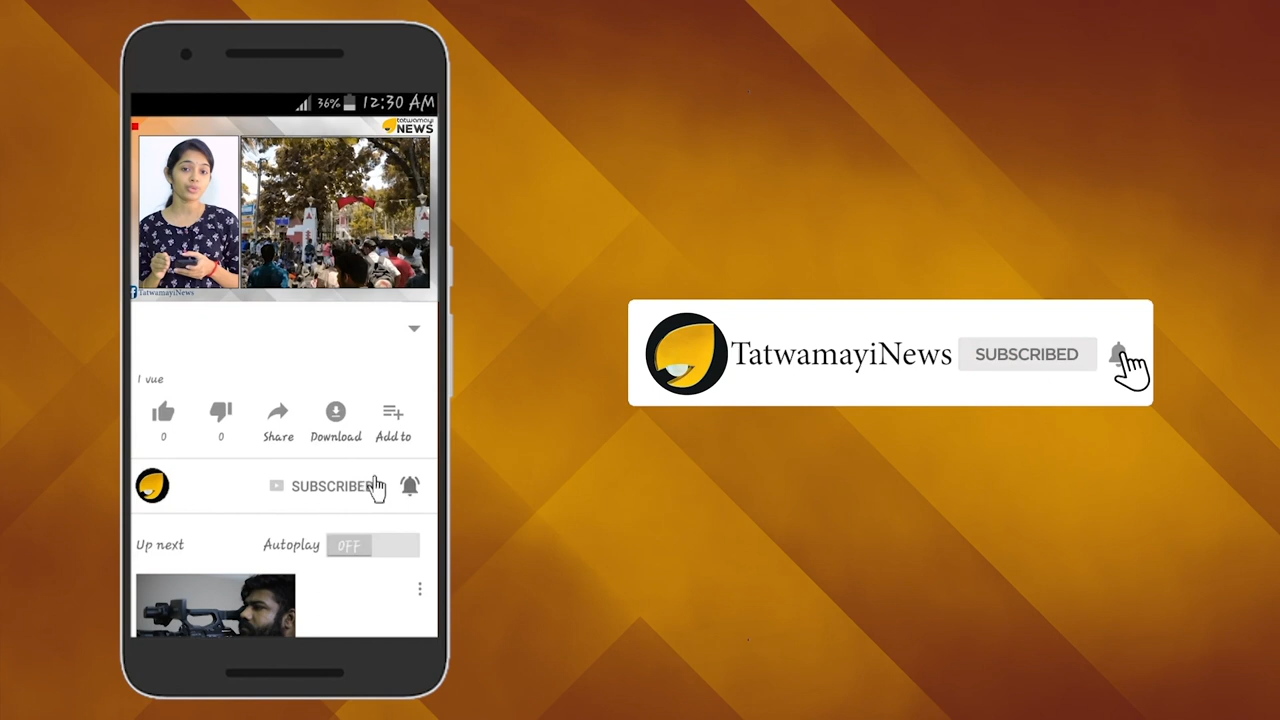 36%
12:30 AM
tatwamayi
NEWS
TatwamayiNews
1 vue
0
0
Share
Download
Add to
SUBSCRIBED
Up next
Autoplay
OFF
TatwamayiNews
SUBSCRIBED